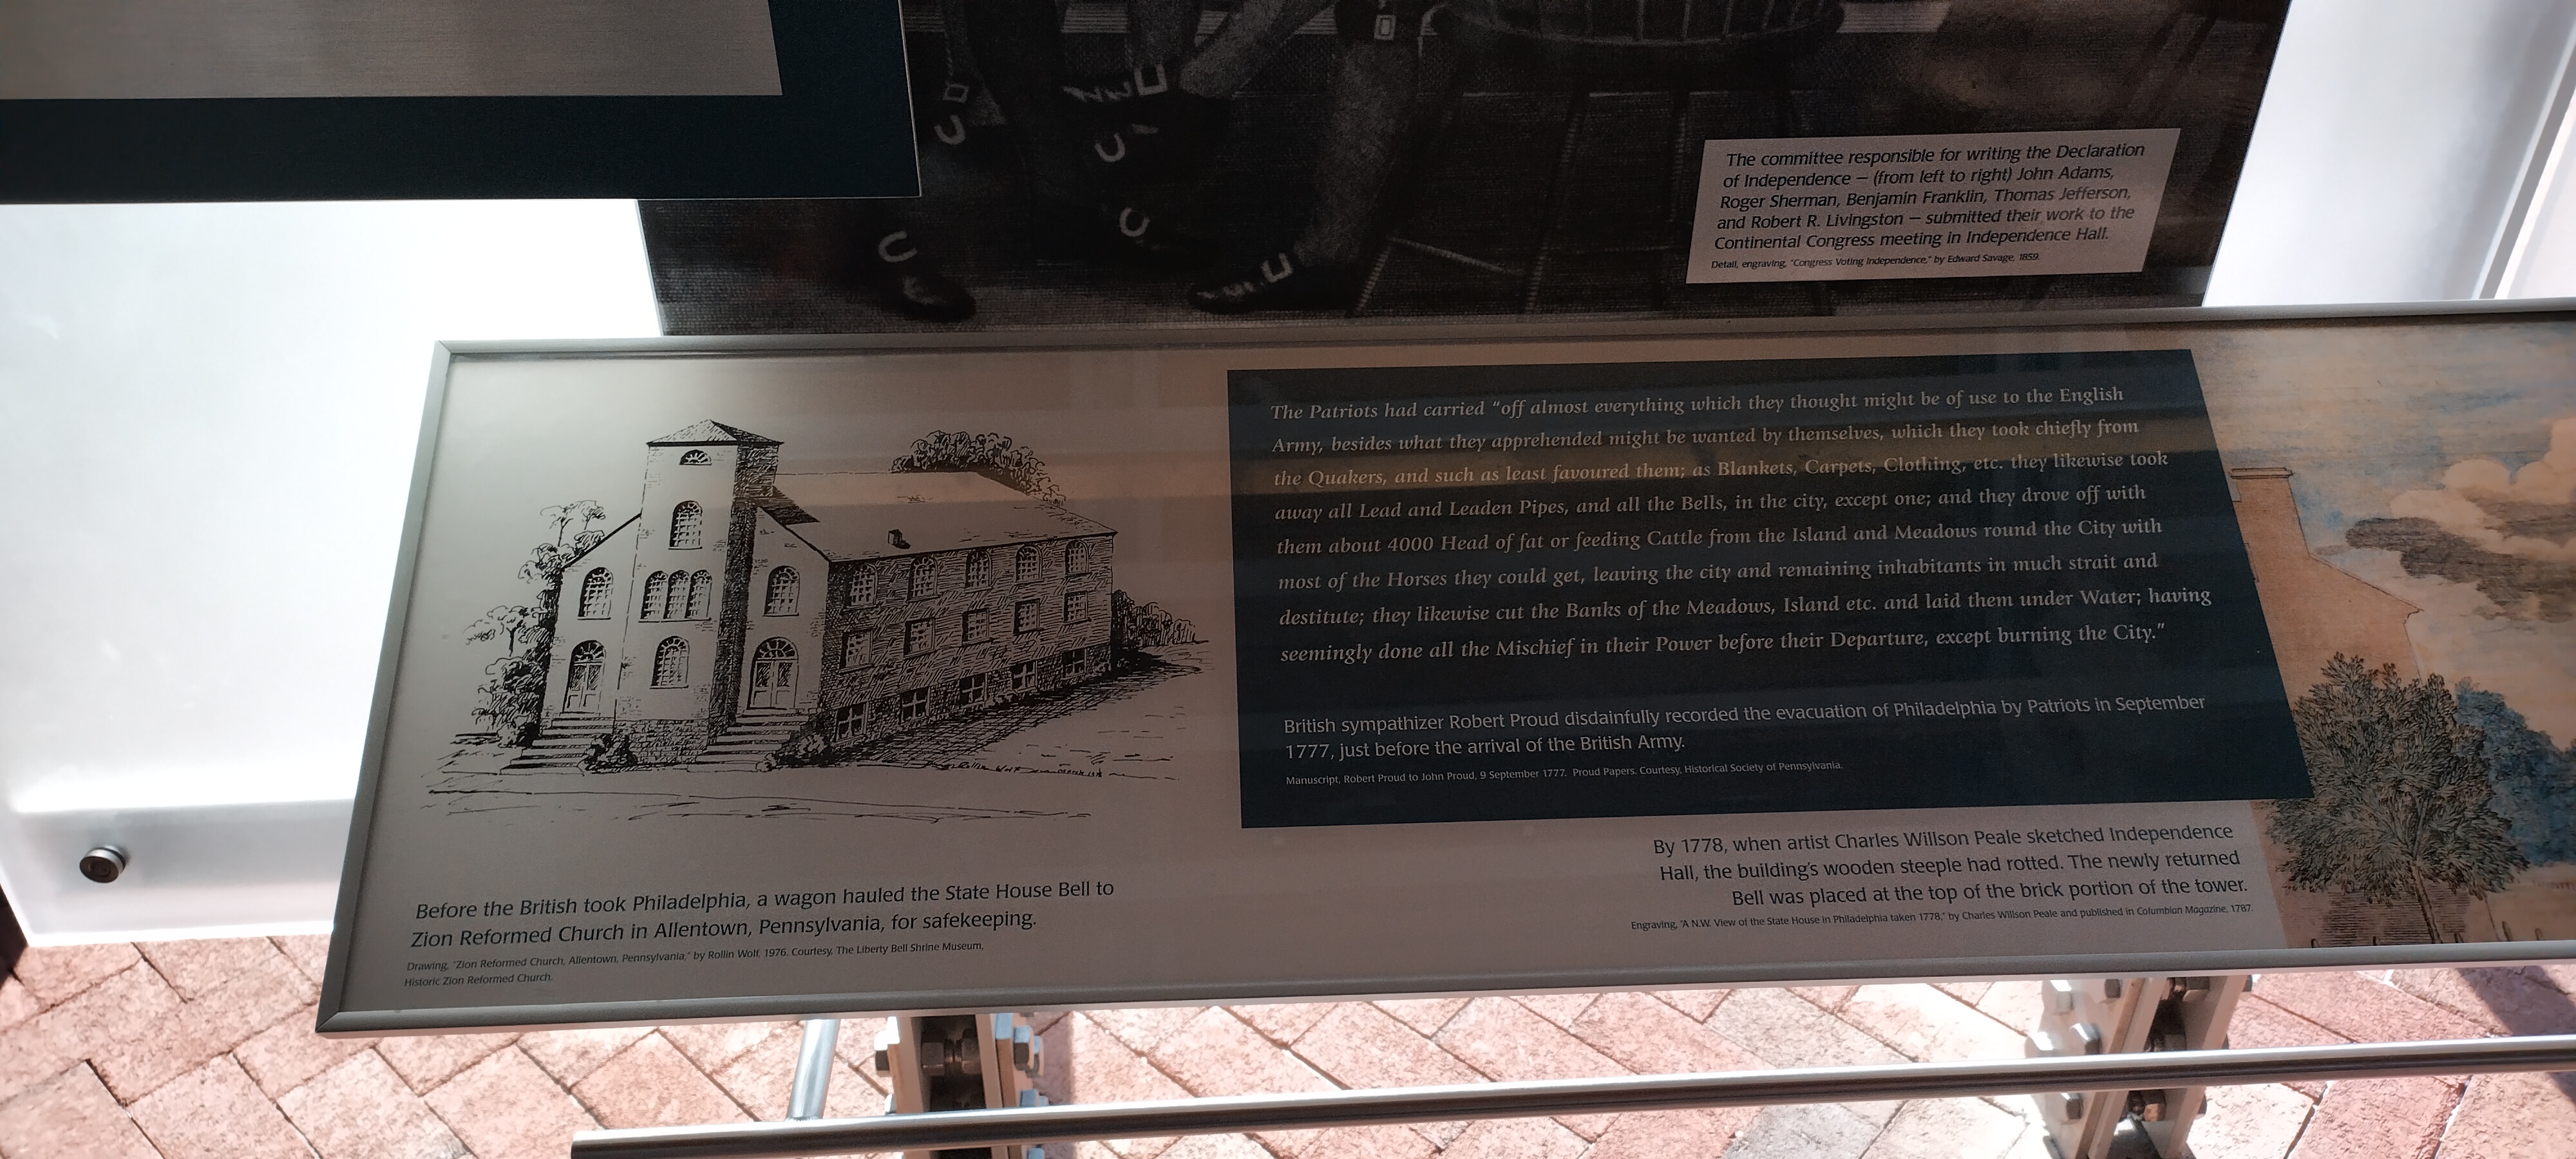 The committee responsible for writing the Declaration
of Independence – (from left to right) John Adams,
Roger Sherman, Benjamin Franklin, Thomas Jefferson,
and Robert R. Livingston – submitted their work to the
Continental Congress meeting in Independence Hall.
Detail, engraving, "Congress Voting Independence," by Edward Savage, 1859.
The Patriots had carried "off almost everything which they thought might be of use to the English
Army, besides what they apprehended might be wanted by themselves, which they took chiefly from
the Quakers, and such as least favoured them; as Blankets, Carpets, Clothing, etc. they likewise took
away all Lead and Leaden Pipes, and all the Bells, in the city, except one; and they drove off with
them about 4000 Head of fat or feeding Cattle from the Island and Meadows round the City with
most of the Horses they could get, leaving the city and remaining inhabitants in much strait and
destitute; they likewise cut the Banks of the Meadows, Island etc. and laid them under Water; having
seemingly done all the Mischief in their Power before their Departure, except burning the City."
British sympathizer Robert Proud disdainfully recorded the evacuation of Philadelphia by Patriots in September
1777, just before the arrival of the British Army.
Manuscript, Robert Proud to John Proud, 9 September 1777. Proud Papers. Courtesy, Historical Society of Pennsylvania.
Before the British took Philadelphia, a wagon hauled the State House Bell to
Zion Reformed Church in Allentown, Pennsylvania, for safekeeping.
Drawing, "Zion Reformed Church, Allentown, Pennsylvania," by Rollin Wolf, 1976. Courtesy, The Liberty Bell Shrine Museum,
Historic Zion Reformed Church.
By 1778, when artist Charles Willson Peale sketched Independence
Hall, the building's wooden steeple had rotted. The newly returned
Bell was placed at the top of the brick portion of the tower.
Engraving, "A N.W. View of the State House in Philadelphia taken 1778," by Charles Willson Peale and published in Columbian Magazine, 1787.